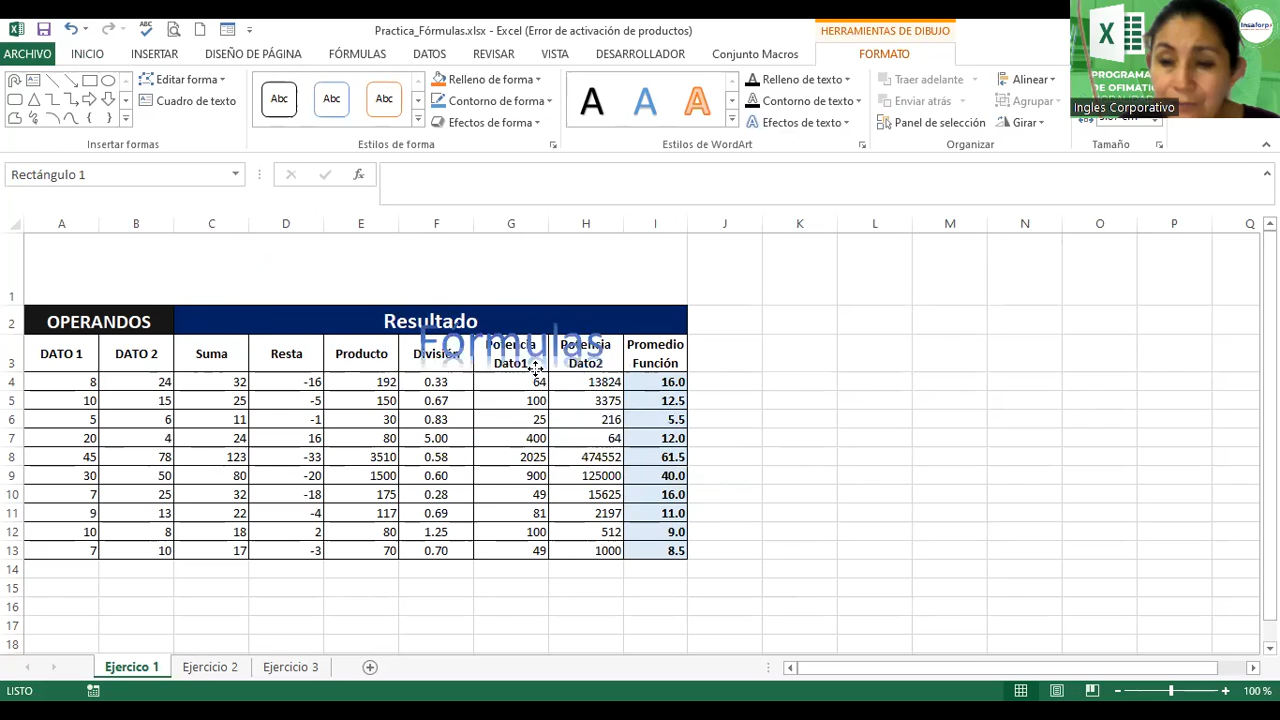 Practica_Fórmulas.xlsx - Excel (Error de activación de productos)
HERRAMIENTAS DE DIBUJO
ARCHIVO INICIO INSERTAR DISEÑO DE PÁGINA FÓRMULAS DATOS REVISAR VISTA DESARROLLADOR Conjunto Macros FORMATO
PROGRAMA
DE OFIMATI
Insaforp
Ingles Corporativo
Editar forma
Cuadro de texto
Insertar formas
Abc Abc Abc
Relleno de forma
Contorno de forma
Efectos de forma
Estilos de forma
A A A
Relleno de texto
Contorno de texto
Efectos de texto
Estilos de WordArt
Traer adelante
Enviar atrás
Panel de selección
Alinear
Agrupar
Girar
Organizar
Tamaño
Rectángulo 1
fx
A B C D E F G H I J K L M N O P Q
1
2 OPERANDOS Resultado
Fórmulas
3 DATO 1 DATO 2 Suma Resta Producto División Potencia Dato1 Potencia Dato2 Promedio Función
4 8 24 32 -16 192 0.33 64 13824 16.0
5 10 15 25 -5 150 0.67 100 3375 12.5
6 5 6 11 -1 30 0.83 25 216 5.5
7 20 4 24 16 80 5.00 400 64 12.0
8 45 78 123 -33 3510 0.58 2025 474552 61.5
9 30 50 80 -20 1500 0.60 900 125000 40.0
10 7 25 32 -18 175 0.28 49 15625 16.0
11 9 13 22 -4 117 0.69 81 2197 11.0
12 10 8 18 2 80 1.25 100 512 9.0
13 7 10 17 -3 70 0.70 49 1000 8.5
14
15
16
17
18
Ejercico 1 Ejercicio 2 Ejercicio 3
LISTO
100 %